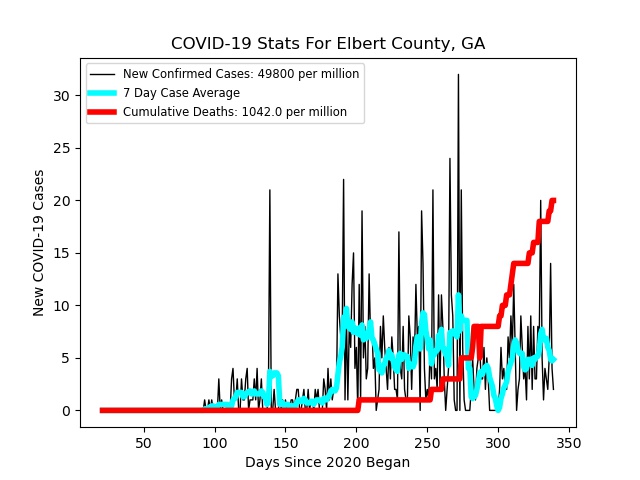 COVID-19 Stats For Elbert County, GA
New Confirmed Cases: 49800 per million
7 Day Case Average
Cumulative Deaths: 1042.0 per million
New COVID-19 Cases
30
25
20
15
10
5
0
50
100
150
200
250
300
350
Days Since 2020 Began